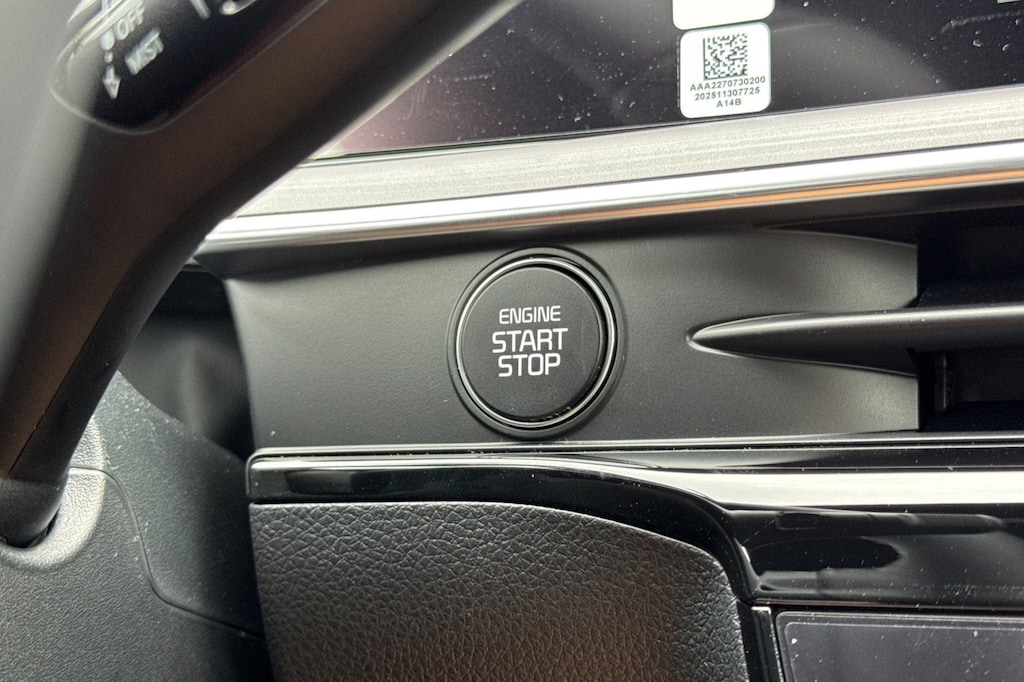 OFF
MIST
AAA2270730200
202511307725
A14B
ENGINE
START
STOP